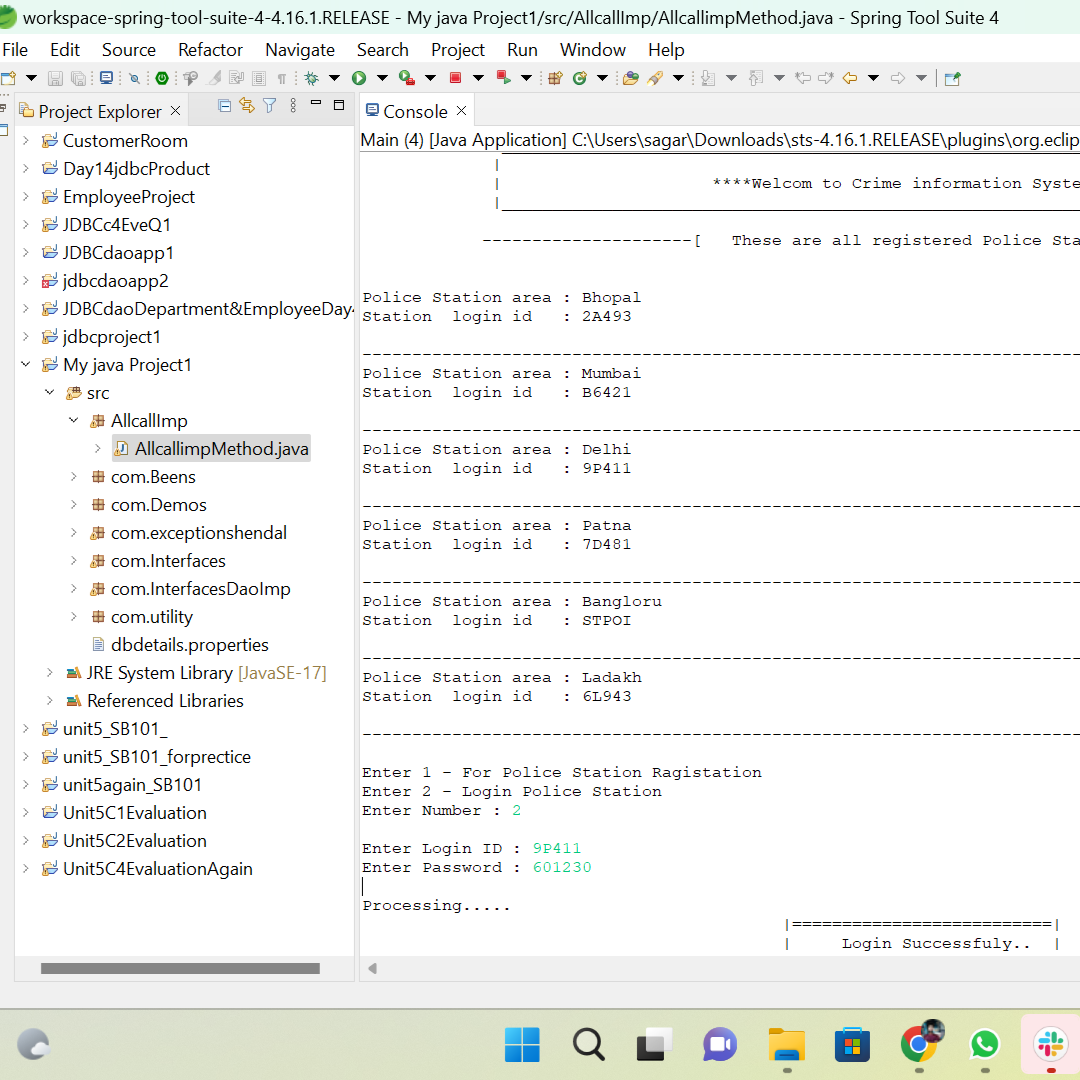 workspace-spring-tool-suite-4-4.16.1.RELEASE - My java Project1/src/AllcallImp/AllcallimpMethod.java - Spring Tool Suite 4
File Edit Source Refactor Navigate Search Project Run Window Help
Project Explorer
CustomerRoom
Day14jdbcProduct
EmployeeProject
JDBCc4EveQ1
JDBCdaoapp1
jdbcdaoapp2
JDBCdaoDepartment&EmployeeDay4
jdbcproject1
My java Project1
src
AllcallImp
AllcallimpMethod.java
com.Beens
com.Demos
com.exceptionshendal
com.Interfaces
com.InterfacesDaoImp
com.utility
dbdetails.properties
JRE System Library [JavaSE-17]
Referenced Libraries
unit5_SB101_
unit5_SB101_forprectice
unit5again_SB101
Unit5C1Evaluation
Unit5C2Evaluation
Unit5C4EvaluationAgain
Console
Main (4) [Java Application] C:\Users\sagar\Downloads\sts-4.16.1.RELEASE\plugins\org.eclip
****Welcom to Crime information Syste
---------------------[ These are all registered Police Sta
Police Station area : Bhopal
Station login id : 2A493
Police Station area : Mumbai
Station login id : B6421
Police Station area : Delhi
Station login id : 9P411
Police Station area : Patna
Station login id : 7D481
Police Station area : Bangloru
Station login id : STPOI
Police Station area : Ladakh
Station login id : 6L943
Enter 1 - For Police Station Ragistation
Enter 2 - Login Police Station
Enter Number : 2
Enter Login ID : 9P411
Enter Password : 601230
Processing.....
|==========================|
| Login Successfuly.. |